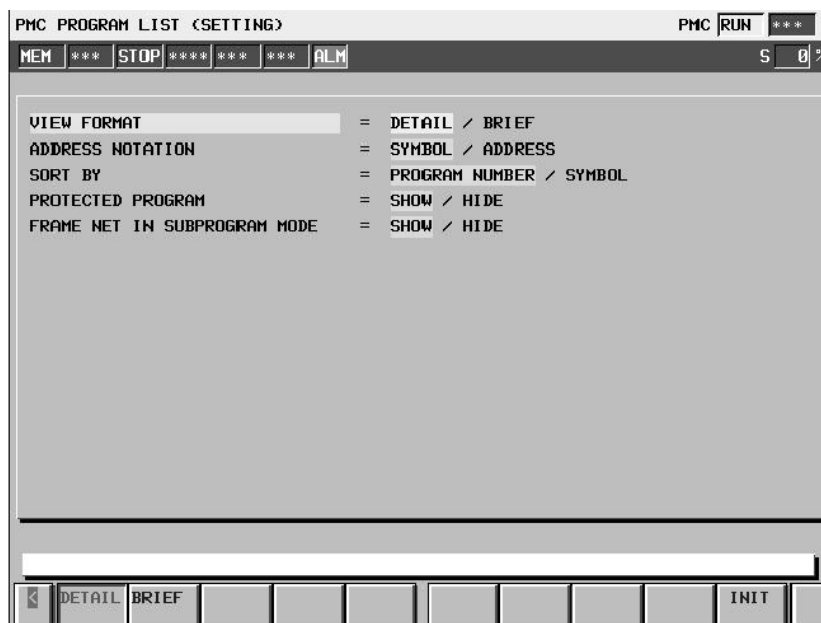 PMC PROGRAM LIST (SETTING) PMC RUN ***
MEM *** STOP **** *** *** ALM S 0 %
VIEW FORMAT = DETAIL / BRIEF
ADDRESS NOTATION = SYMBOL / ADDRESS
SORT BY = PROGRAM NUMBER / SYMBOL
PROTECTED PROGRAM = SHOW / HIDE
FRAME NET IN SUBPROGRAM MODE = SHOW / HIDE
< DETAIL BRIEF INIT